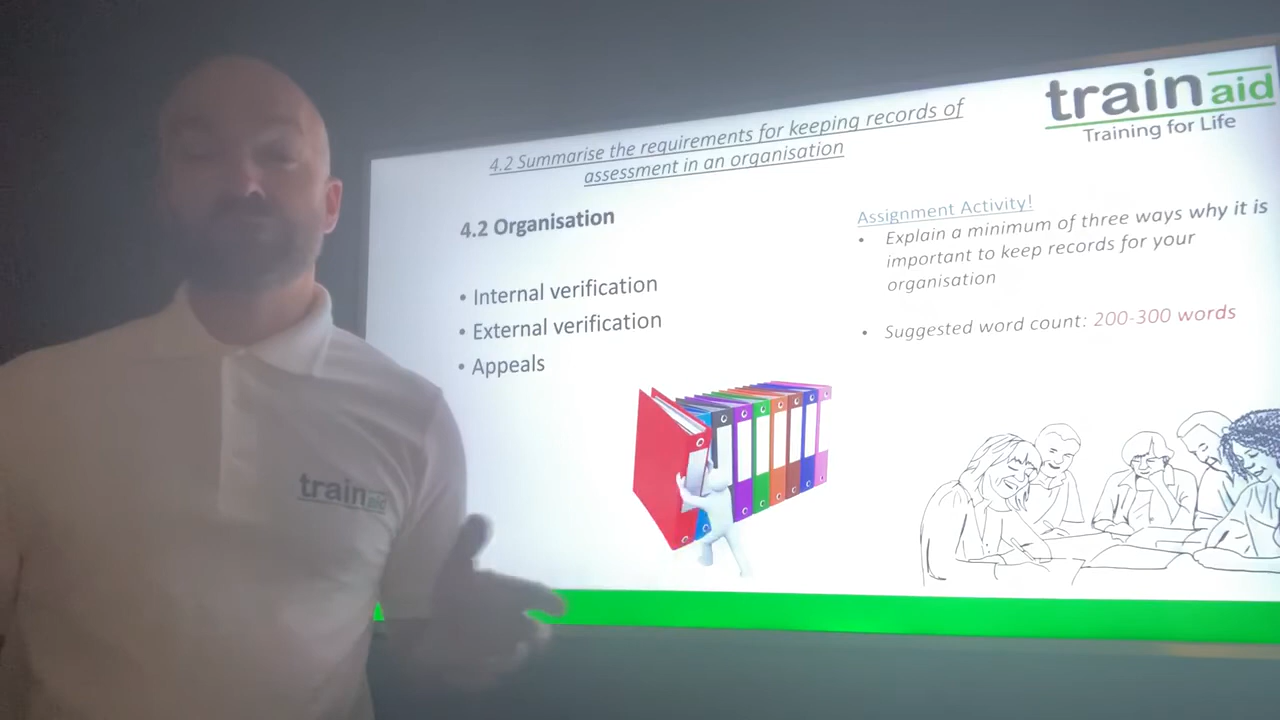 4.2 Summarise the requirements for keeping records of
assessment in an organisation
train aid
Training for Life
4.2 Organisation
• Internal verification
• External verification
• Appeals
Assignment Activity!
• Explain a minimum of three ways why it is
important to keep records for your
organisation
• Suggested word count: 200-300 words
train aid